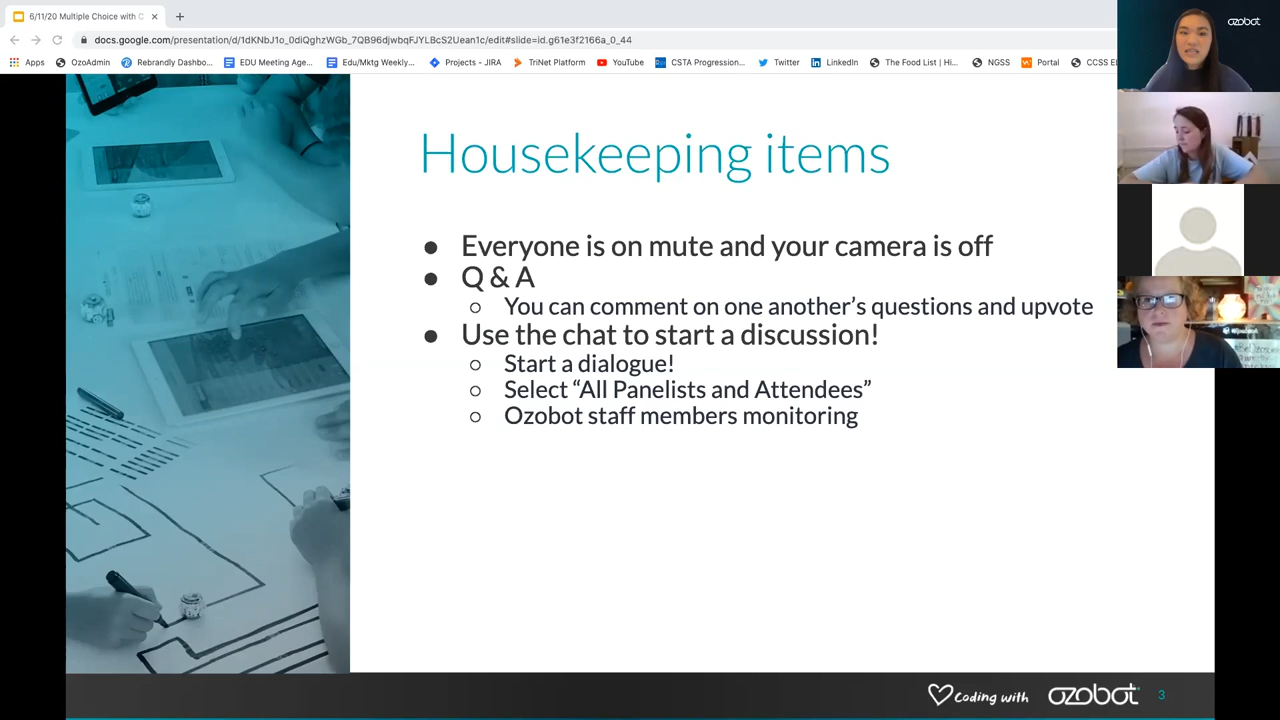 6/11/20 Multiple Choice with C
docs.google.com/presentation/d/1dKNbJ1o_0diQghzWGb_7QB96djwbqFJYLBcS2Uean1c/edit#slide=id.g61e3f2166a_0_44
Apps OzoAdmin Rebrandly Dashbo... EDU Meeting Age... Edu/Mktg Weekly... Projects - JIRA TriNet Platform YouTube CSTA Progression... Twitter LinkedIn The Food List | Hi... NGSS Portal CCSS EL
ozobot
Housekeeping items
● Everyone is on mute and your camera is off
● Q & A
○ You can comment on one another's questions and upvote
● Use the chat to start a discussion!
○ Start a dialogue!
○ Select “All Panelists and Attendees”
○ Ozobot staff members monitoring
Coding with ozobot 3